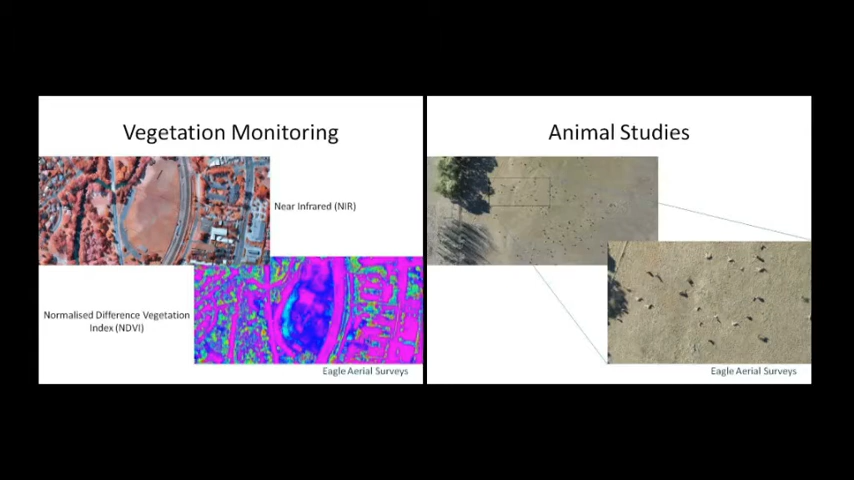 Vegetation Monitoring
Near Infrared (NIR)
Normalised Difference Vegetation
Index (NDVI)
Eagle Aerial Surveys
Animal Studies
Eagle Aerial Surveys